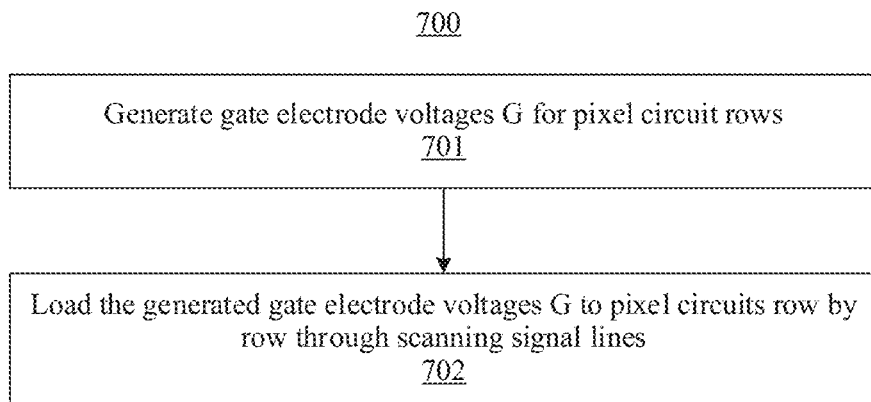 700
Generate gate electrode voltages G for pixel circuit rows
701
Load the generated gate electrode voltages G to pixel circuits row by
row through scanning signal lines
702